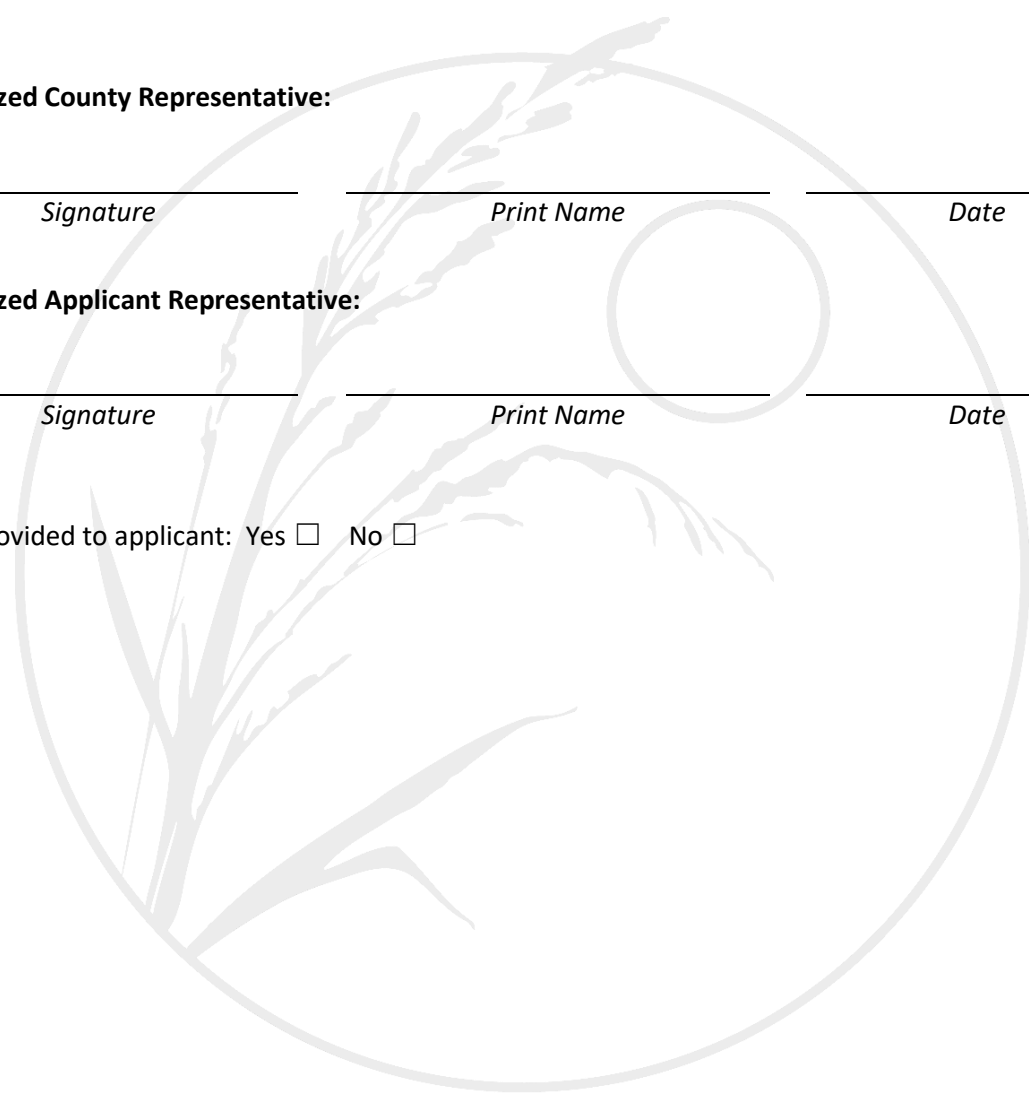 zed County Representative:
Signature Print Name Date
zed Applicant Representative:
Signature Print Name Date
ovided to applicant: Yes ☐ No ☐